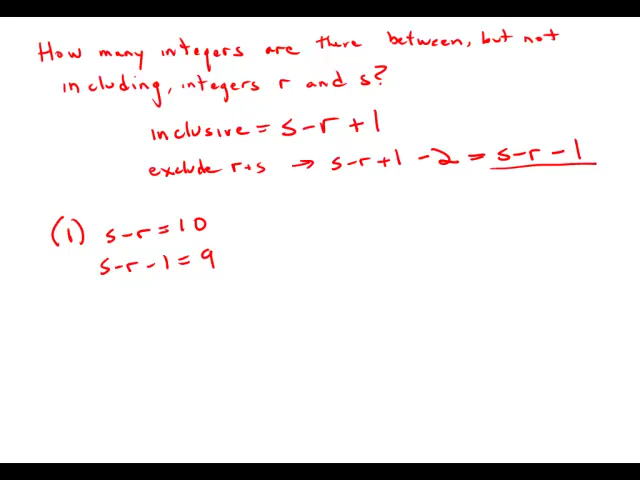 How many integers are there between, but not
including, integers r and s?
inclusive = s-r+1
exclude r+s → s-r+1 -2 = s-r-1
(1) s-r=10
s-r-1=9